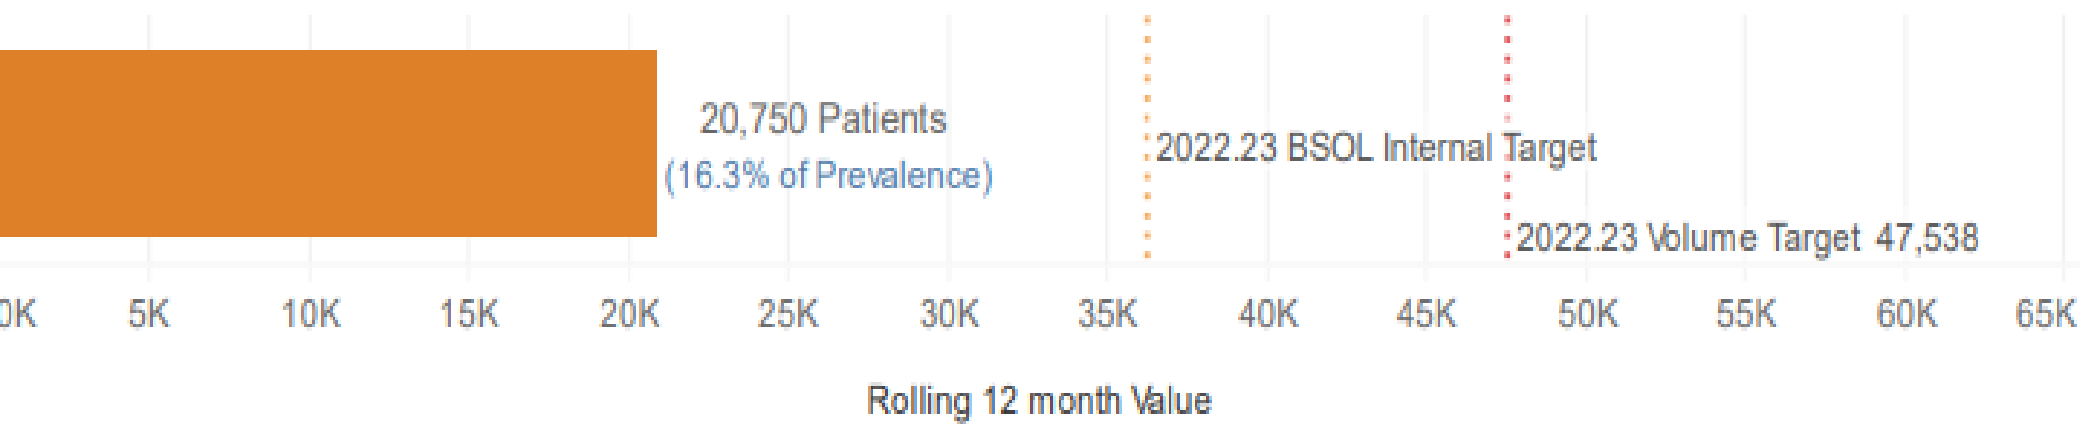 20,750 Patients
(16.3% of Prevalence)
2022.23 BSOL Internal Target
2022.23 Volume Target 47,538
0K 5K 10K 15K 20K 25K 30K 35K 40K 45K 50K 55K 60K 65K
Rolling 12 month Value